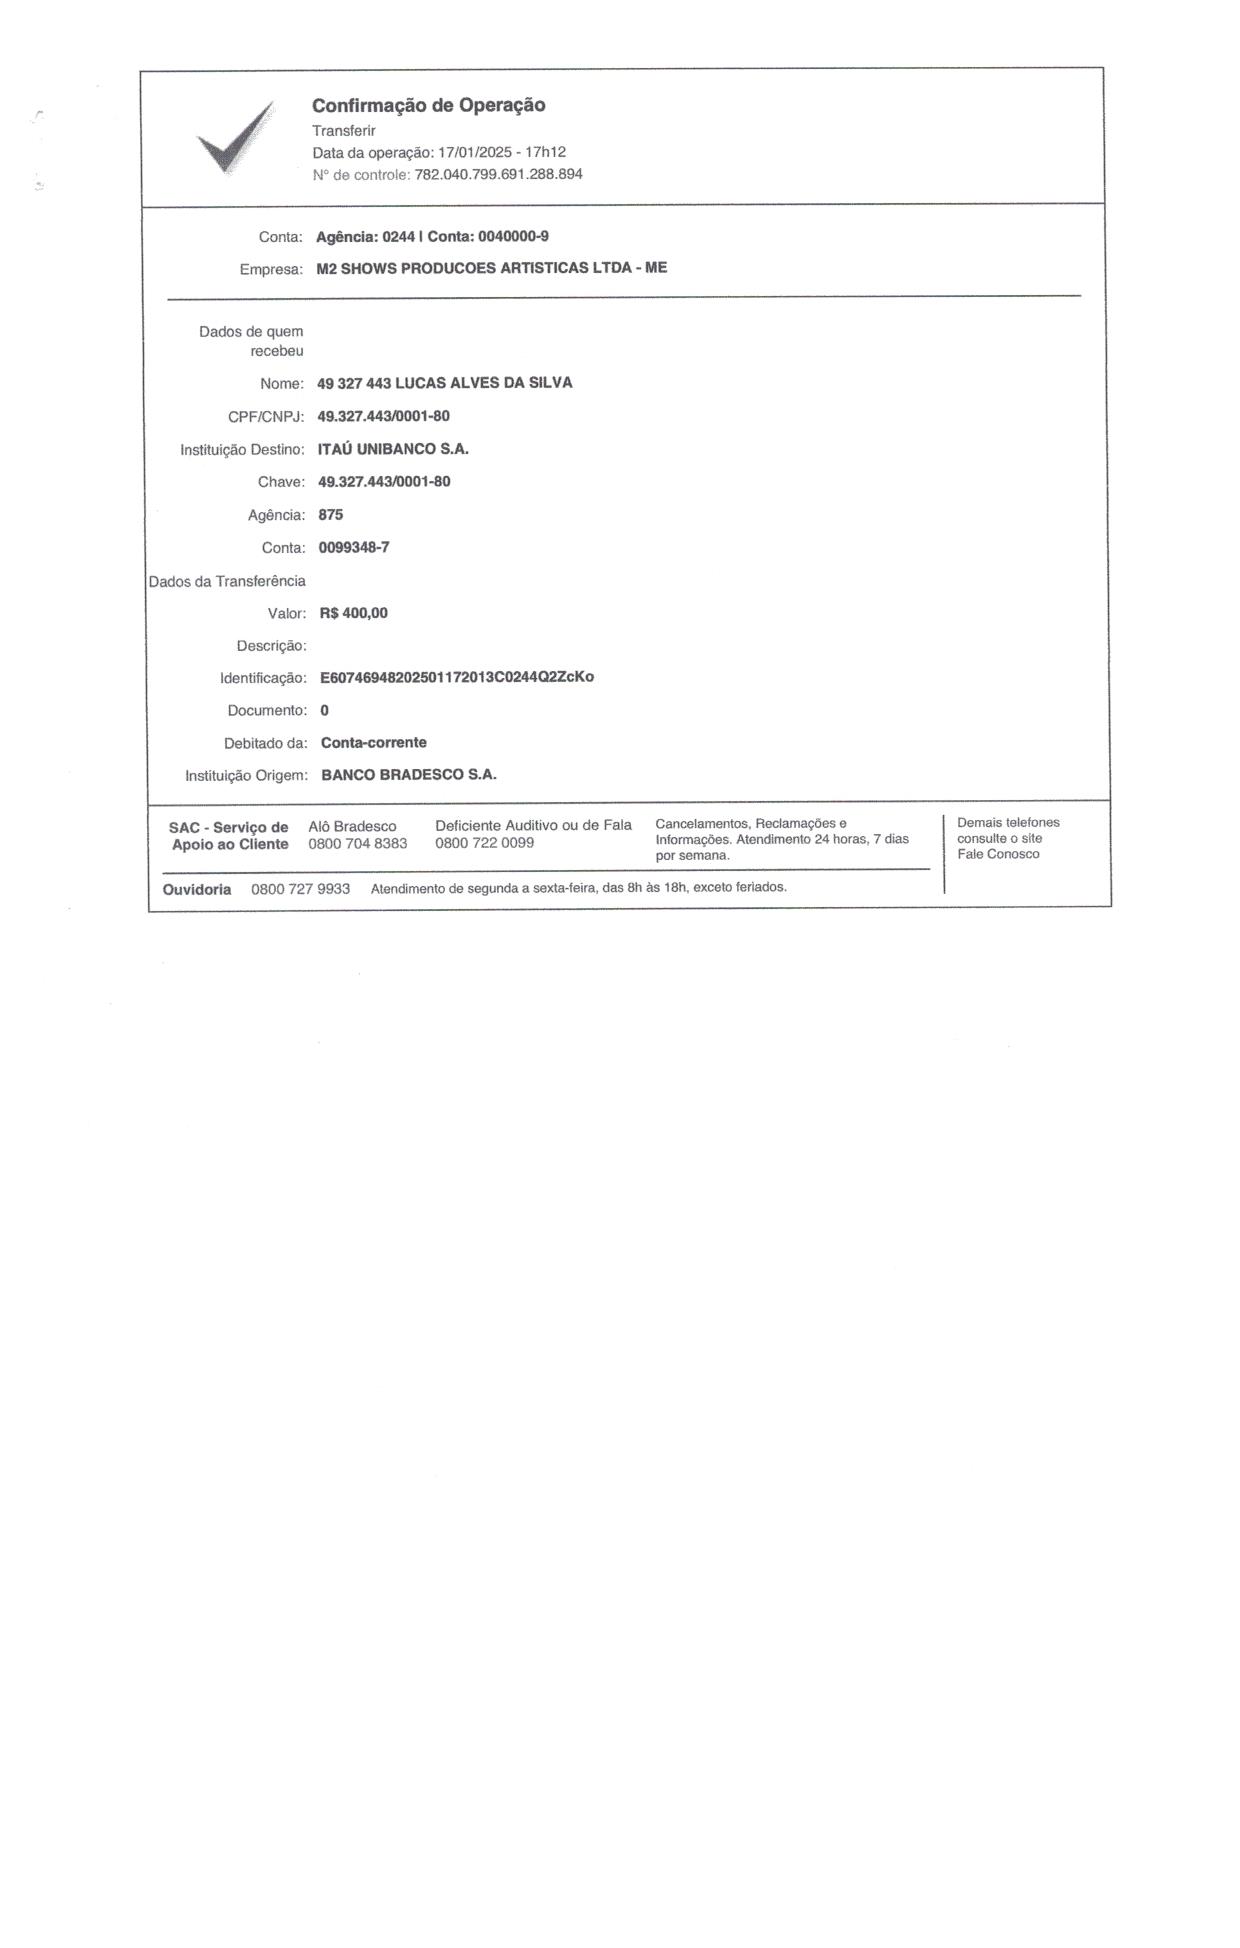 Confirmação de Operação
Transferir
Data da operação: 17/01/2025 - 17h12
N° de controle: 782.040.799.691.288.894
Conta: Agência: 0244 | Conta: 0040000-9
Empresa: M2 SHOWS PRODUCOES ARTISTICAS LTDA - ME
Dados de quem
recebeu
Nome: 49 327 443 LUCAS ALVES DA SILVA
CPF/CNPJ: 49.327.443/0001-80
Instituição Destino: ITAÚ UNIBANCO S.A.
Chave: 49.327.443/0001-80
Agência: 875
Conta: 0099348-7
Dados da Transferência
Valor: R$ 400,00
Descrição:
Identificação: E60746948202501172013C0244Q2ZcKo
Documento: 0
Debitado da: Conta-corrente
Instituição Origem: BANCO BRADESCO S.A.
SAC - Serviço de
Apoio ao Cliente
Alô Bradesco
0800 704 8383
Deficiente Auditivo ou de Fala
0800 722 0099
Cancelamentos, Reclamações e
Informações. Atendimento 24 horas, 7 dias
por semana.
Demais telefones
consulte o site
Fale Conosco
Ouvidoria 0800 727 9933 Atendimento de segunda a sexta-feira, das 8h às 18h, exceto feriados.